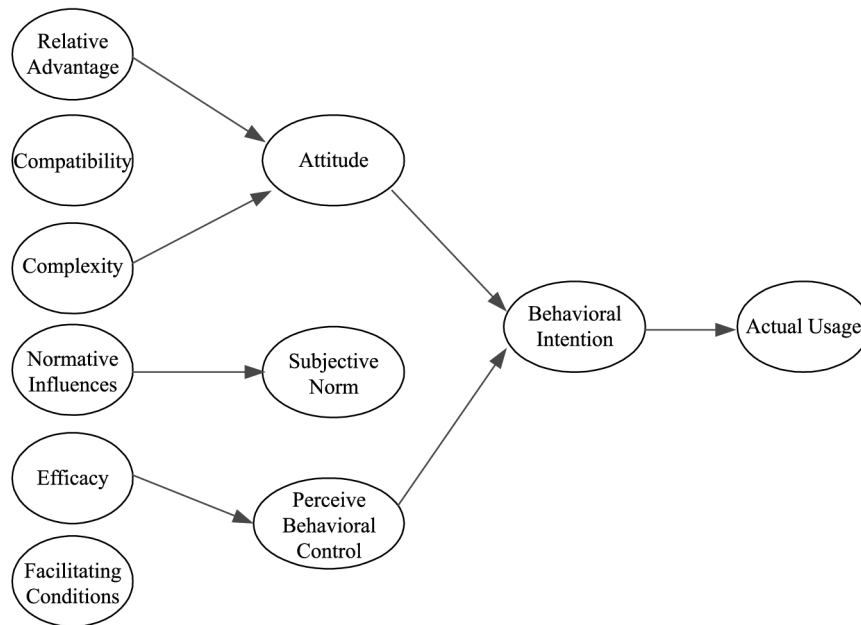 Relative
Advantage
Compatibility
Complexity
Normative
Influences
Efficacy
Facilitating
Conditions
Attitude
Subjective
Norm
Perceive
Behavioral
Control
Behavioral
Intention
Actual Usage